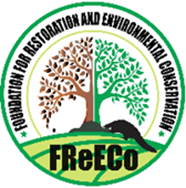 FOUNDATION FOR RESTORATION AND ENVIRONMENTAL CONSERVATION
FReECo